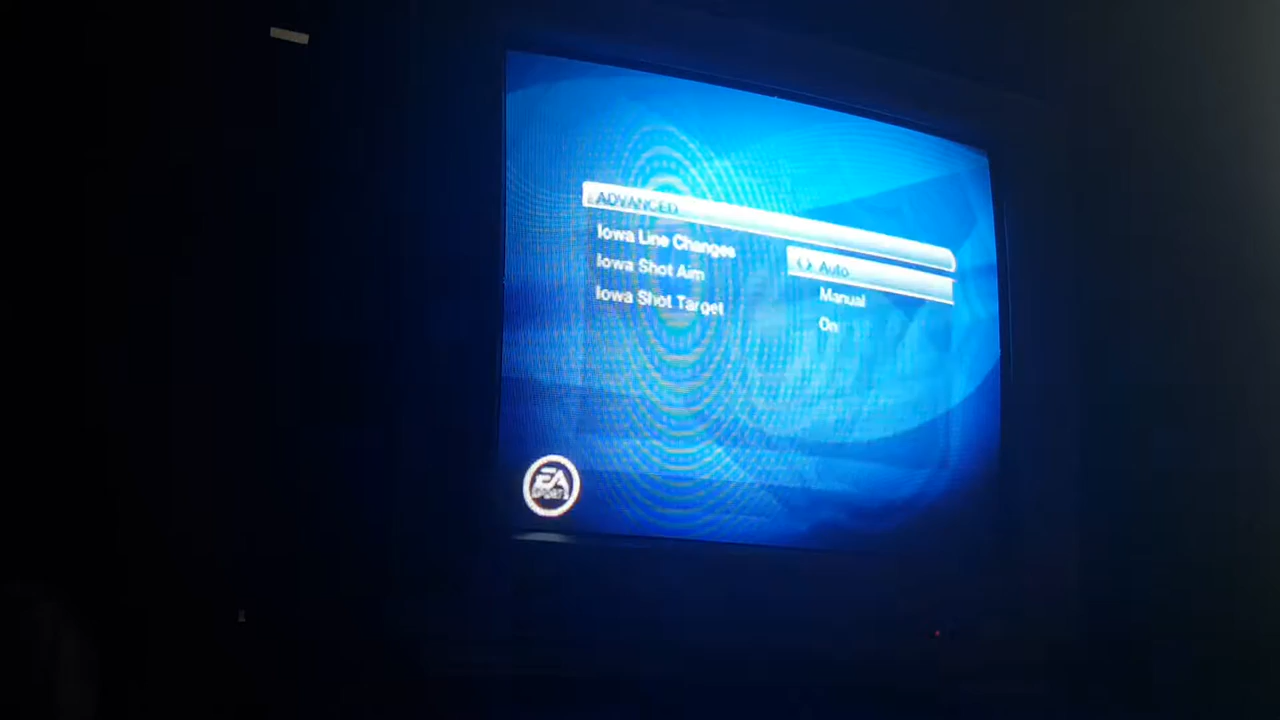 ADVANCED
Iowa Line Changes Auto
Iowa Shot Aim Manual
Iowa Shot Target On
EA
SPORTS